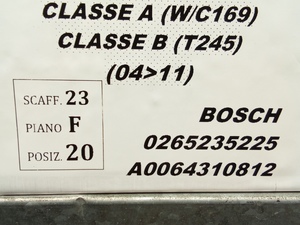 CLASSE A (W/C169)
CLASSE B (T245)
(04>11)
SCAFF. 23
PIANO F
POSIZ. 20
BOSCH
0265235225
A0064310812